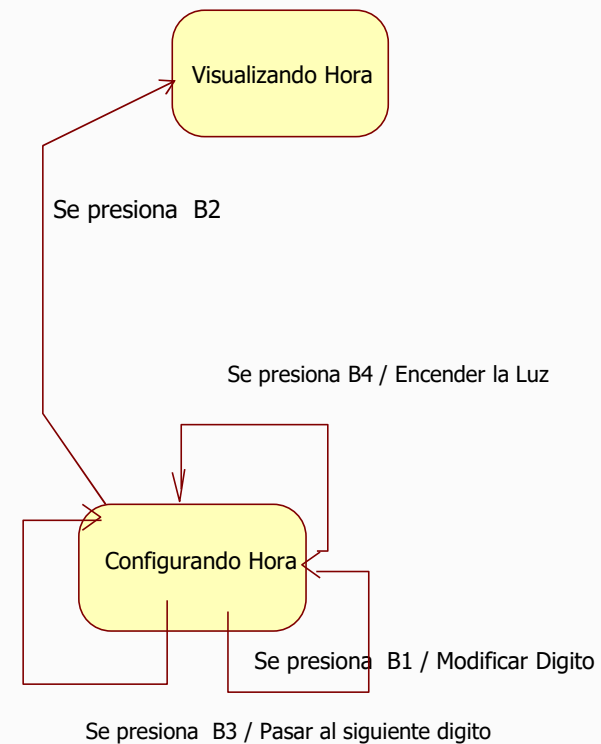 Visualizando Hora
Se presiona  B2
Se presiona B4 / Encender la Luz
Configurando Hora
Se presiona  B1 / Modificar Digito
Se presiona  B3 / Pasar al siguiente digito